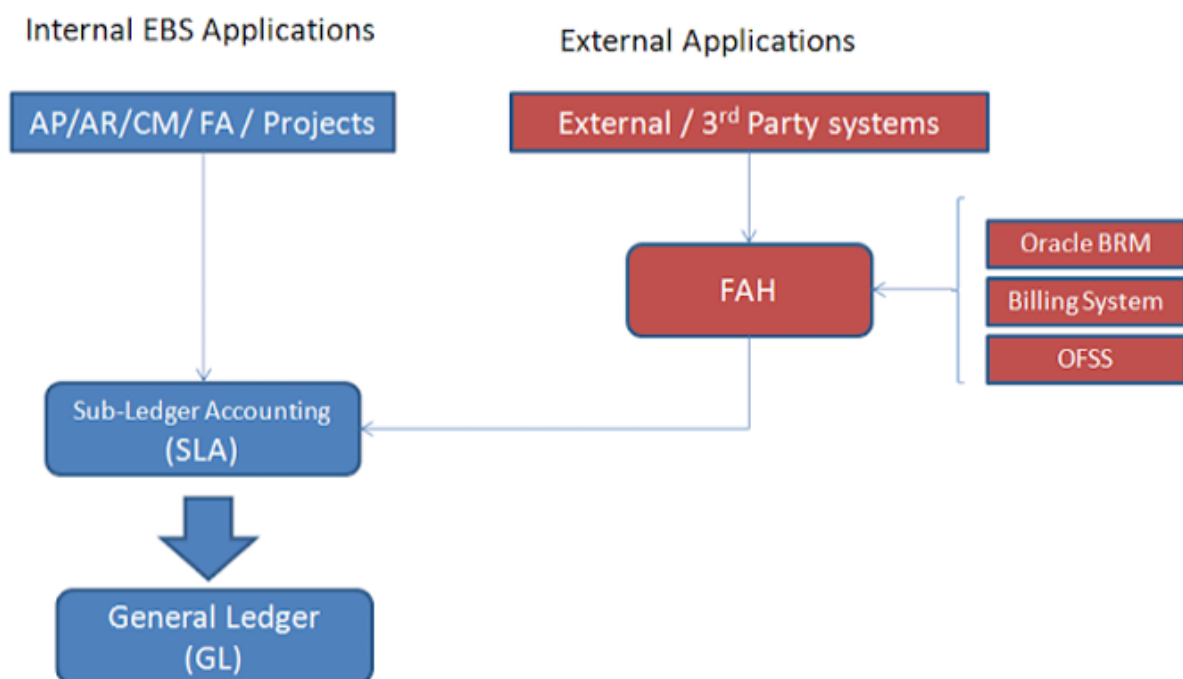 Internal EBS Applications
External Applications
AP/AR/CM/ FA / Projects
External / 3rd Party systems
FAH
Oracle BRM
Billing System
OFSS
Sub-Ledger Accounting
(SLA)
General Ledger
(GL)